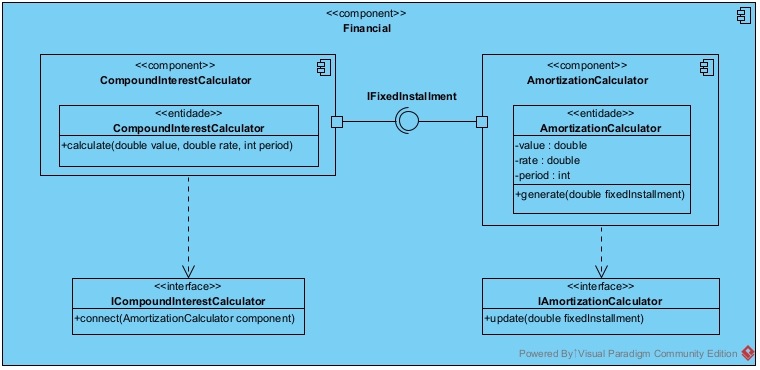 <<component>>
Financial
<<component>>
CompoundInterestCalculator
<<entidade>>
CompoundInterestCalculator
+calculate(double value, double rate, int period)
IFixedInstallment
<<component>>
AmortizationCalculator
<<entidade>>
AmortizationCalculator
-value : double
-rate : double
-period : int
+generate(double fixedInstallment)
<<interface>>
ICompoundInterestCalculator
+connect(AmortizationCalculator component)
<<interface>>
IAmortizationCalculator
+update(double fixedInstallment)
Powered By Visual Paradigm Community Edition